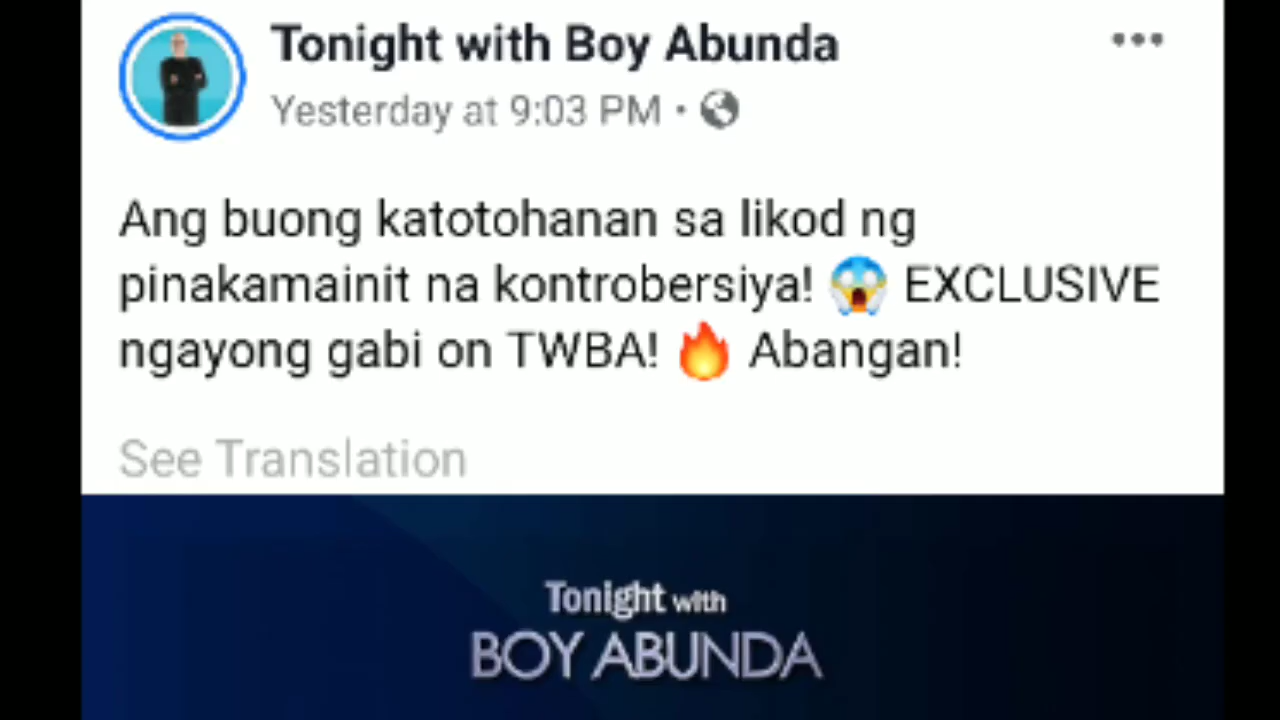 Tonight with Boy Abunda
Yesterday at 9:03 PM ·
Ang buong katotohanan sa likod ng
pinakamainit na kontrobersiya! 😱 EXCLUSIVE
ngayong gabi on TWBA! 🔥 Abangan!
See Translation
Tonight with
BOY ABUNDA